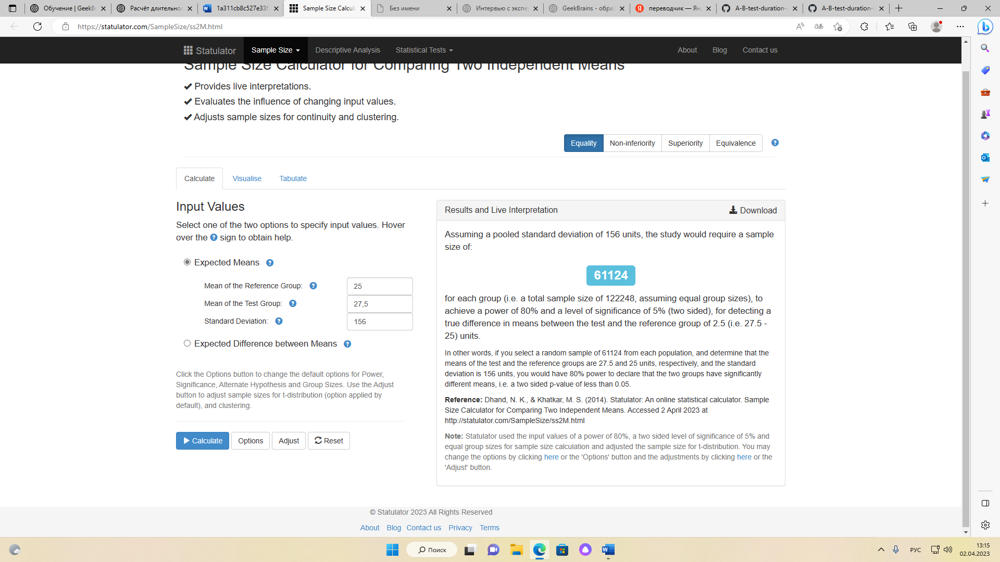 Обучение | GeekBr
Расчёт длительнос
1a311cb8c527e33f
Sample Size Calcula
Без имени
Интервью с экспе
GeekBrains - образ
переводчик — Ян
A-B-test-duration-
A-B-test-duration-
https://statulator.com/SampleSize/ss2M.html
Statulator
Sample Size
Descriptive Analysis
Statistical Tests
About
Blog
Contact us
Sample Size Calculator for Comparing Two Independent Means
Provides live interpretations.
Evaluates the influence of changing input values.
Adjusts sample sizes for continuity and clustering.
Equality
Non-inferiority
Superiority
Equivalence
Calculate
Visualise
Tabulate
Input Values
Select one of the two options to specify input values. Hover
over the ? sign to obtain help.
Expected Means
Mean of the Reference Group:
25
Mean of the Test Group:
27,5
Standard Deviation:
156
Expected Difference between Means
Click the Options button to change the default options for Power,
Significance, Alternate Hypothesis and Group Sizes. Use the Adjust
button to adjust sample sizes for t-distribution (option applied by
default), and clustering.
Calculate
Options
Adjust
Reset
Results and Live Interpretation
Download
Assuming a pooled standard deviation of 156 units, the study would require a sample
size of:
61124
for each group (i.e. a total sample size of 122248, assuming equal group sizes), to
achieve a power of 80% and a level of significance of 5% (two sided), for detecting a
true difference in means between the test and the reference group of 2.5 (i.e. 27.5 -
25) units.
In other words, if you select a random sample of 61124 from each population, and determine that the
means of the test and the reference groups are 27.5 and 25 units, respectively, and the standard
deviation is 156 units, you would have 80% power to declare that the two groups have significantly
different means, i.e. a two sided p-value of less than 0.05.
Reference: Dhand, N. K., & Khatkar, M. S. (2014). Statulator: An online statistical calculator. Sample
Size Calculator for Comparing Two Independent Means. Accessed 2 April 2023 at
http://statulator.com/SampleSize/ss2M.html
Note: Statulator used the input values of a power of 80%, a two sided level of significance of 5% and
equal group sizes for sample size calculation and adjusted the sample size for t-distribution. You may
change the options by clicking here or the 'Options' button and the adjustments by clicking here or the
'Adjust' button.
© Statulator 2023 All Rights Reserved
About
Blog
Contact us
Privacy
Terms
Поиск
РУС
13:15
02.04.2023